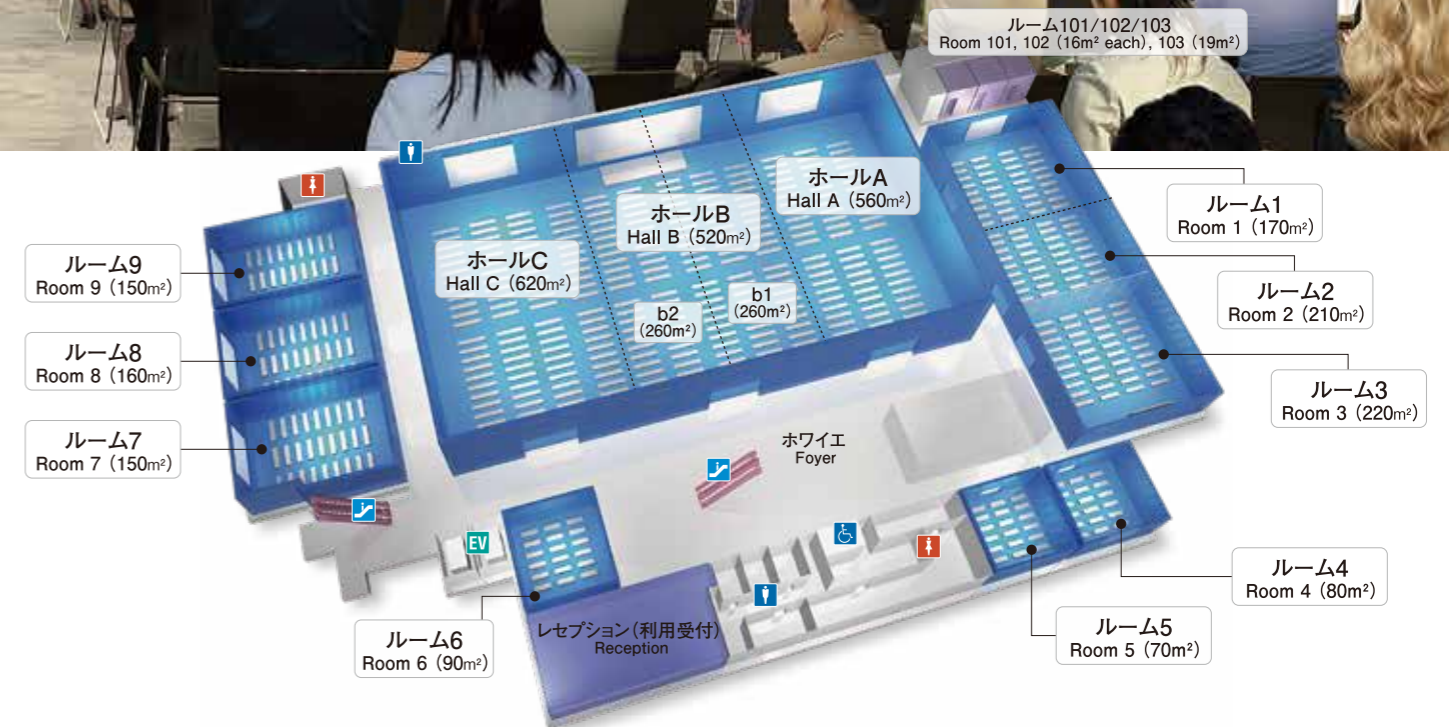 ルーム101/102/103
Room 101, 102（16m² each）, 103（19m²）
ホールA
Hall A（560m²）
ホールB
Hall B（520m²）
ホールC
Hall C（620m²）
b1
（260m²）
b2
（260m²）
ルーム1
Room 1（170m²）
ルーム2
Room 2（210m²）
ルーム3
Room 3（220m²）
ルーム9
Room 9（150m²）
ルーム8
Room 8（160m²）
ルーム7
Room 7（150m²）
ホワイエ
Foyer
EV
ルーム4
Room 4（80m²）
ルーム5
Room 5（70m²）
ルーム6
Room 6（90m²）
レセプション（利用受付）
Reception